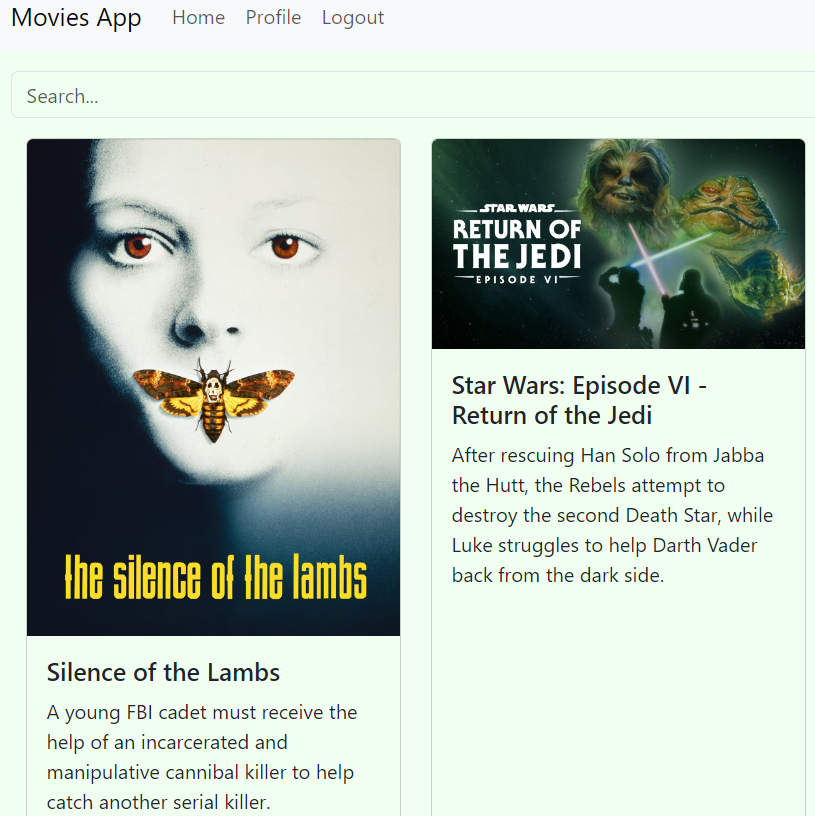 Movies App Home Profile Logout
Search...
the silence of the lambs
Silence of the Lambs
A young FBI cadet must receive the
help of an incarcerated and
manipulative cannibal killer to help
catch another serial killer.
STAR WARS
RETURN OF
THE JEDI
EPISODE VI
Star Wars: Episode VI -
Return of the Jedi
After rescuing Han Solo from Jabba
the Hutt, the Rebels attempt to
destroy the second Death Star, while
Luke struggles to help Darth Vader
back from the dark side.